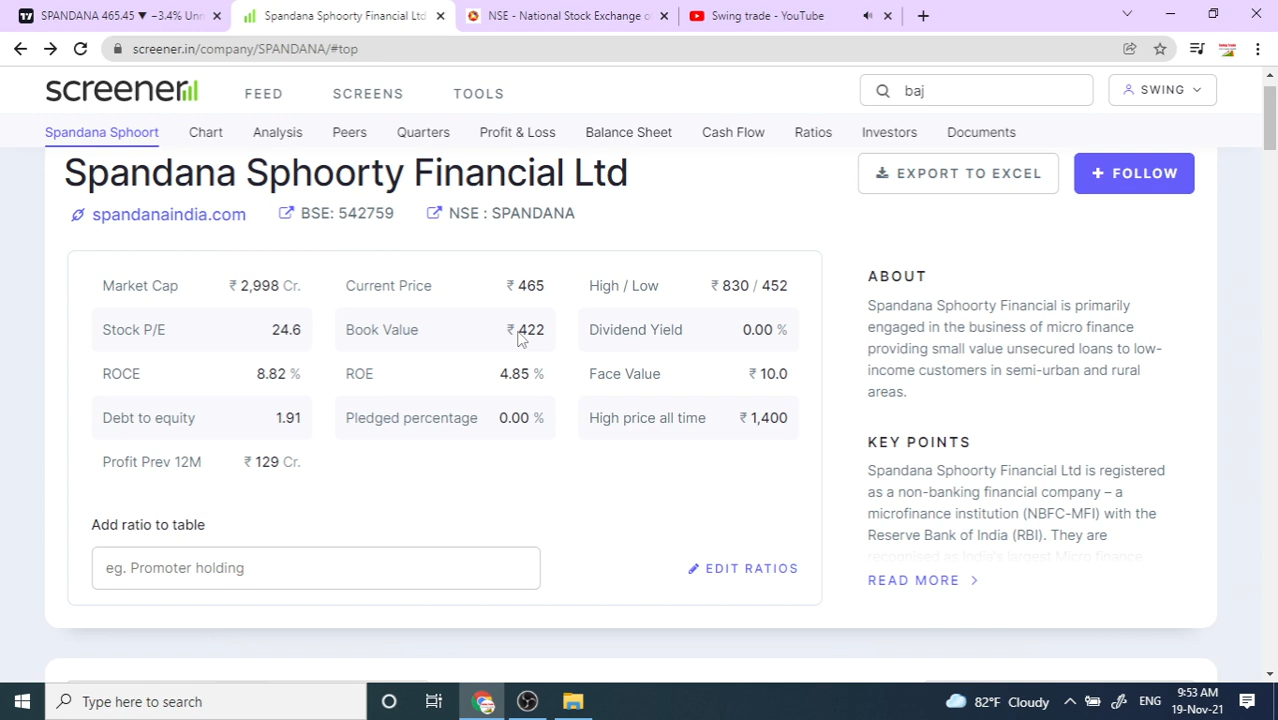 SPANDANA 465.45 ▼ −3.4% Unn
Spandana Sphoorty Financial Ltd
NSE - National Stock Exchange o
Swing trade - YouTube
screener.in/company/SPANDANA/#top
screener
FEED
SCREENS
TOOLS
baj
SWING
Spandana Sphoort
Chart
Analysis
Peers
Quarters
Profit & Loss
Balance Sheet
Cash Flow
Ratios
Investors
Documents
Spandana Sphoorty Financial Ltd
EXPORT TO EXCEL
+ FOLLOW
spandanaindia.com
BSE: 542759
NSE : SPANDANA
Market Cap ₹ 2,998 Cr.
Current Price ₹ 465
High / Low ₹ 830 / 452
Stock P/E 24.6
Book Value ₹ 422
Dividend Yield 0.00 %
ROCE 8.82 %
ROE 4.85 %
Face Value ₹ 10.0
Debt to equity 1.91
Pledged percentage 0.00 %
High price all time ₹ 1,400
Profit Prev 12M ₹ 129 Cr.
Add ratio to table
eg. Promoter holding
EDIT RATIOS
ABOUT
Spandana Sphoorty Financial is primarily
engaged in the business of micro finance
providing small value unsecured loans to low-
income customers in semi-urban and rural
areas.
KEY POINTS
Spandana Sphoorty Financial Ltd is registered
as a non-banking financial company – a
microfinance institution (NBFC-MFI) with the
Reserve Bank of India (RBI). They are
recognised as India's largest Micro finance
READ MORE
Type here to search
82°F Cloudy
ENG
9:53 AM
19-Nov-21